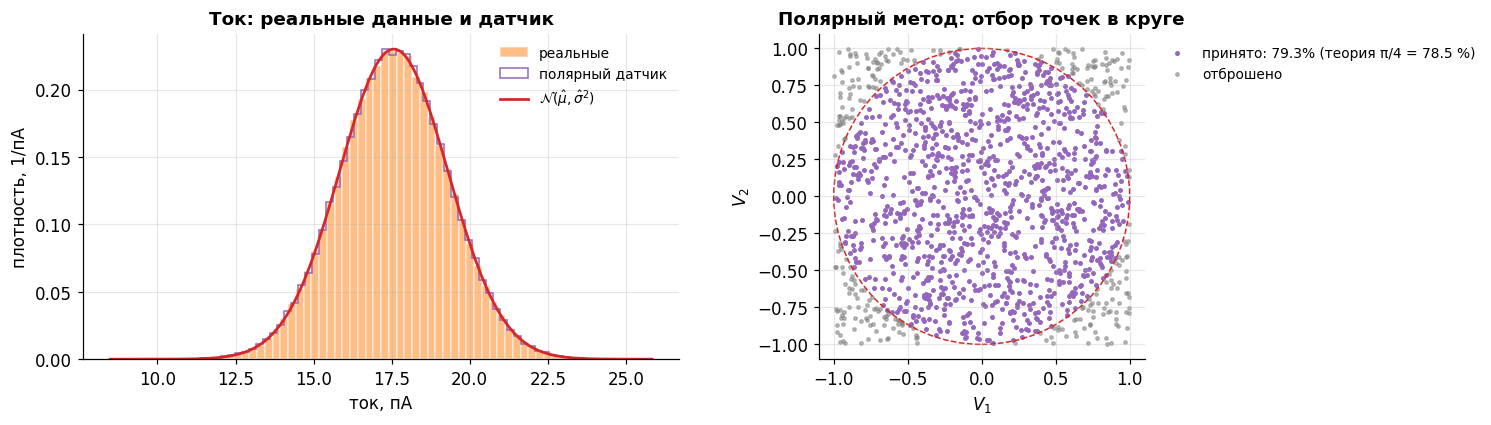 Ток: реальные данные и датчик
плотность, 1/пА
0.20
0.15
0.10
0.05
0.00
10.0 12.5 15.0 17.5 20.0 22.5 25.0
ток, пА
реальные
полярный датчик
𝒩(μ̂, σ̂²)
Полярный метод: отбор точек в круге
V₂
1.00
0.75
0.50
0.25
0.00
−0.25
−0.50
−0.75
−1.00
−1.0 −0.5 0.0 0.5 1.0
V₁
принято: 79.3% (теория π/4 = 78.5 %)
отброшено